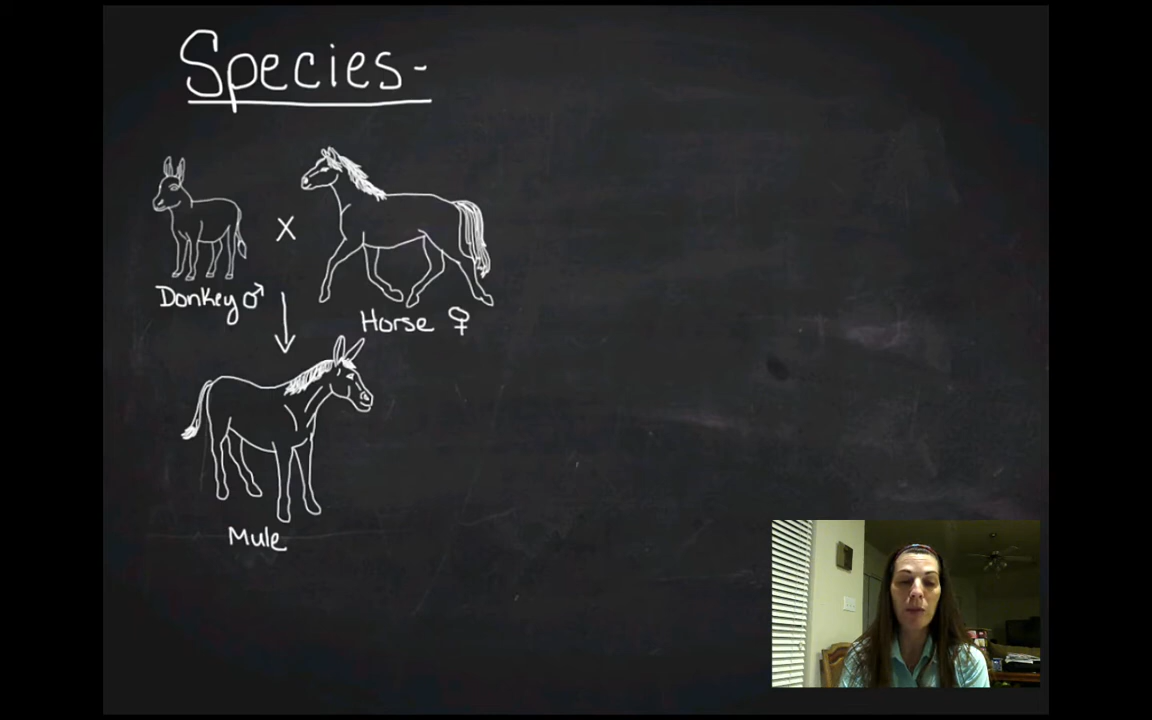 Species-
X
Donkey ♂
Horse ♀
Mule